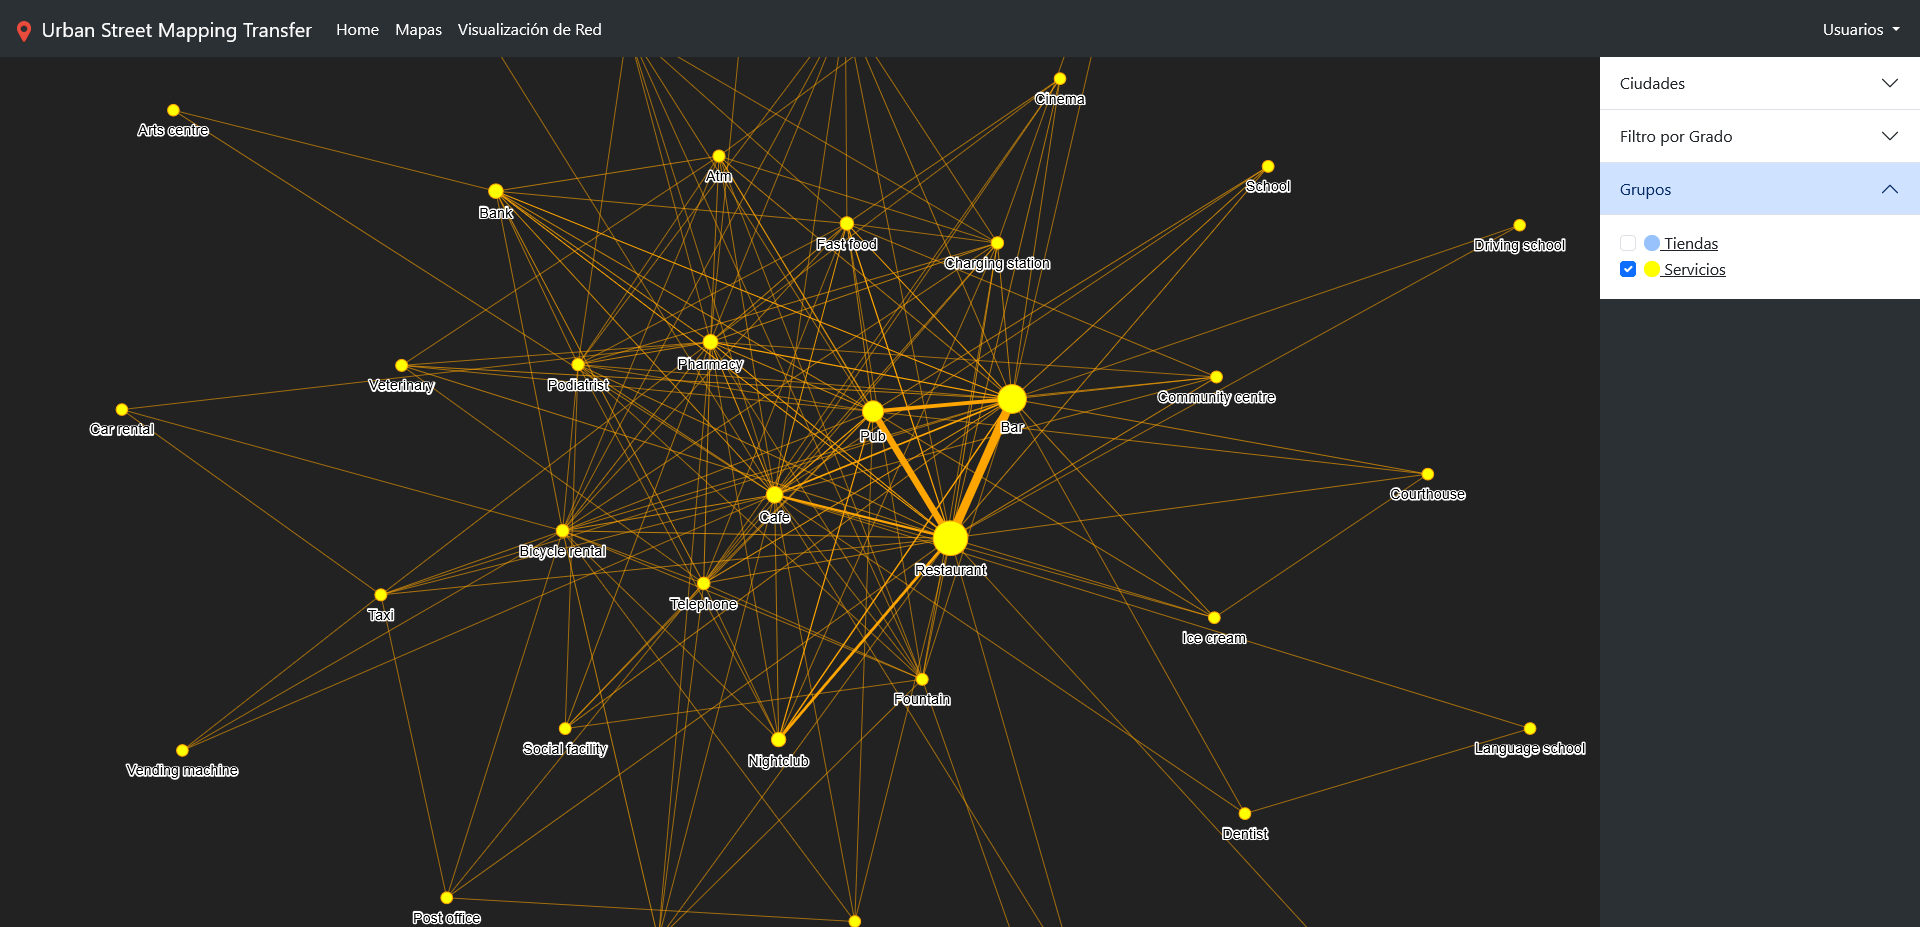 Urban Street Mapping Transfer
Home
Mapas
Visualización de Red
Usuarios
Ciudades
Filtro por Grado
Grupos
Tiendas
Servicios
Cinema
Arts centre
Atm
School
Bank
Fast food
Driving school
Charging station
Pharmacy
Veterinary
Podiatrist
Community centre
Car rental
Bar
Pub
Courthouse
Cafe
Bicycle rental
Restaurant
Telephone
Taxi
Ice cream
Fountain
Social facility
Language school
Nightclub
Vending machine
Dentist
Post office